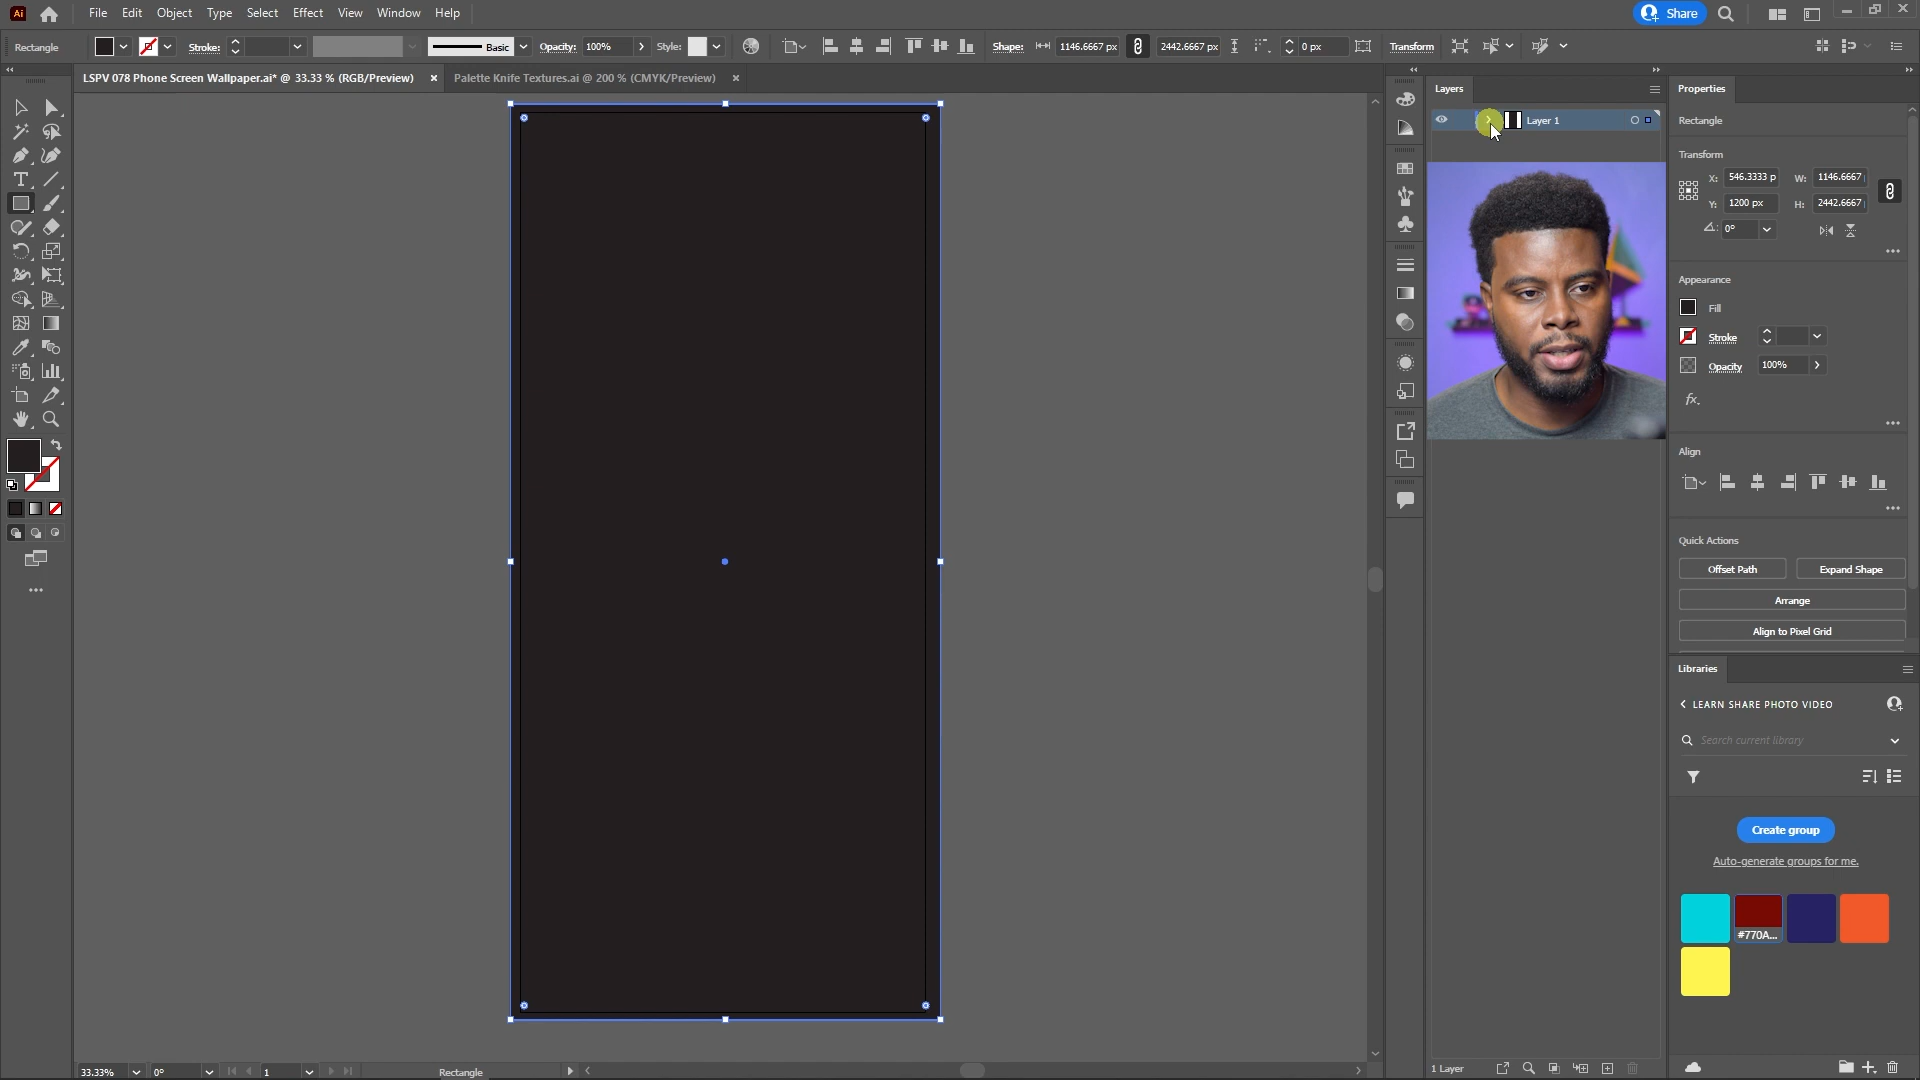 Ai File Edit Object Type Select Effect View Window Help Share
Rectangle Stroke: Basic Opacity: 100% Style: Shape: 1146.6667 px 2442.6667 px 0 px Transform
LSPV 078 Phone Screen Wallpaper.ai* @ 33.33 % (RGB/Preview) × Palette Knife Textures.ai @ 200 % (CMYK/Preview) ×
Layers
Layer 1
Properties
Rectangle
Transform
X: 546.3333 p W: 1146.6667
Y: 1200 px H: 2442.6667
0°
Appearance
Fill
Stroke
Opacity 100%
fx.
Align
Quick Actions
Offset Path Expand Shape
Arrange
Align to Pixel Grid
Libraries
LEARN SHARE PHOTO VIDEO
Search current library
Create group
Auto-generate groups for me.
#770A...
33.33% 0° 1 Rectangle
1 Layer